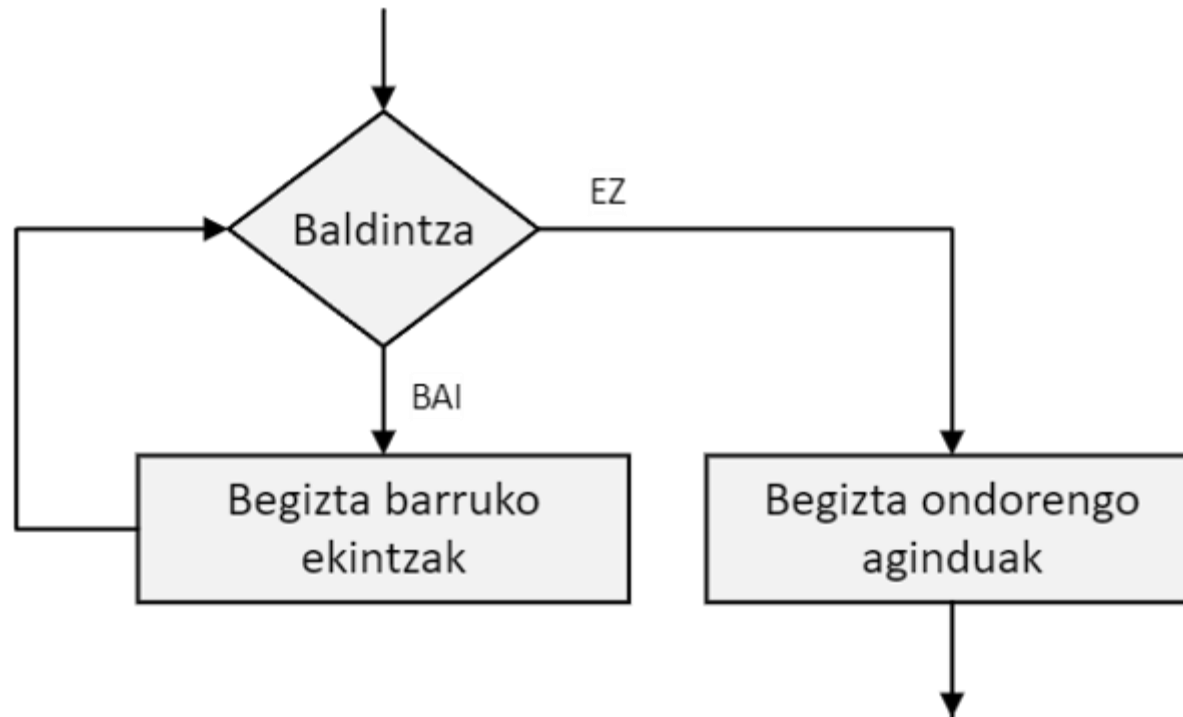 Baldintza
EZ
BAI
Begizta barruko
ekintzak
Begizta ondorengo
aginduak